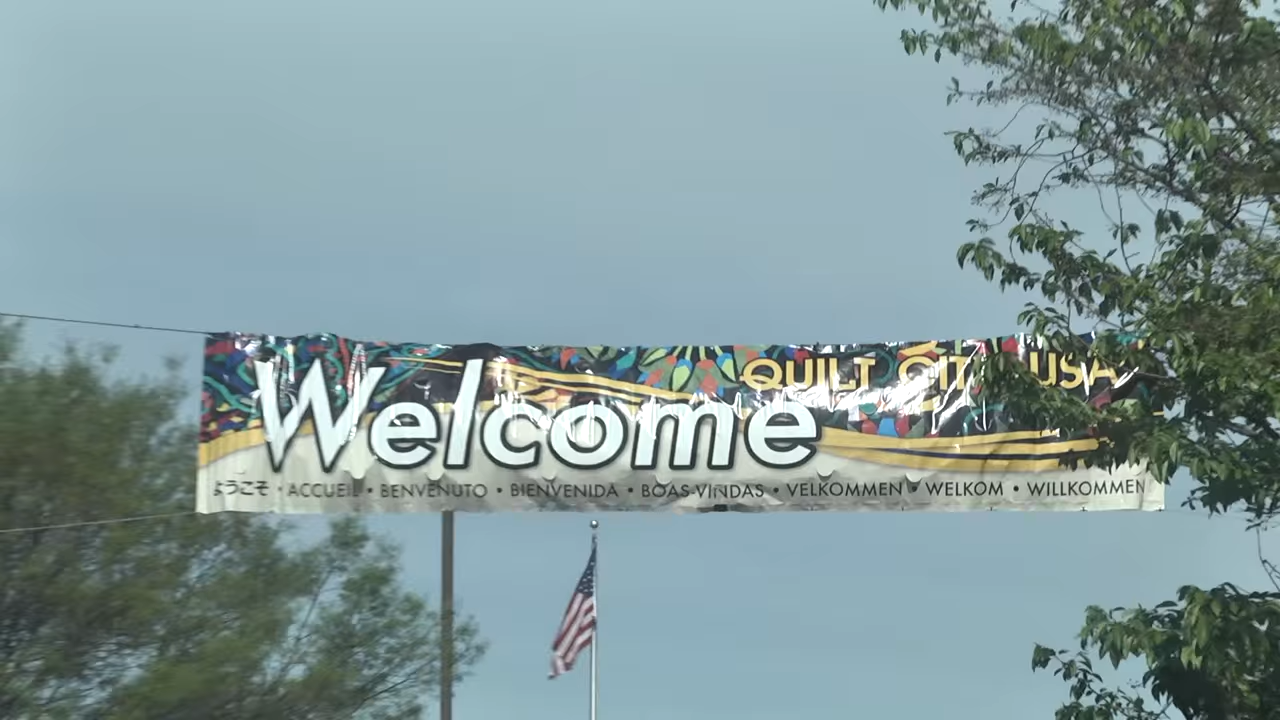 QUILT CITY USA
Welcome
ようこそ • ACCUEIL • BENVENUTO • BIENVENIDA • BOAS-VINDAS • VELKOMMEN • WELKOM • WILLKOMMEN